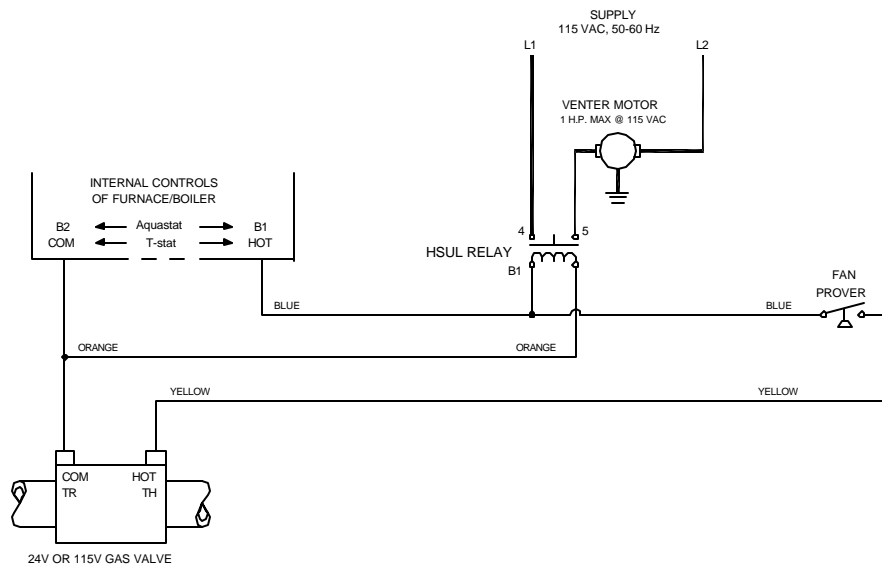 SUPPLY
115 VAC, 50-60 Hz
L1
L2
VENTER MOTOR
1 H.P. MAX @ 115 VAC
INTERNAL CONTROLS
OF FURNACE/BOILER
B2
Aquastat
B1
COM
T-stat
HOT
4
5
HSUL RELAY
B1
FAN
PROVER
BLUE
BLUE
ORANGE
ORANGE
YELLOW
YELLOW
COM
HOT
TR
TH
24V OR 115V GAS VALVE